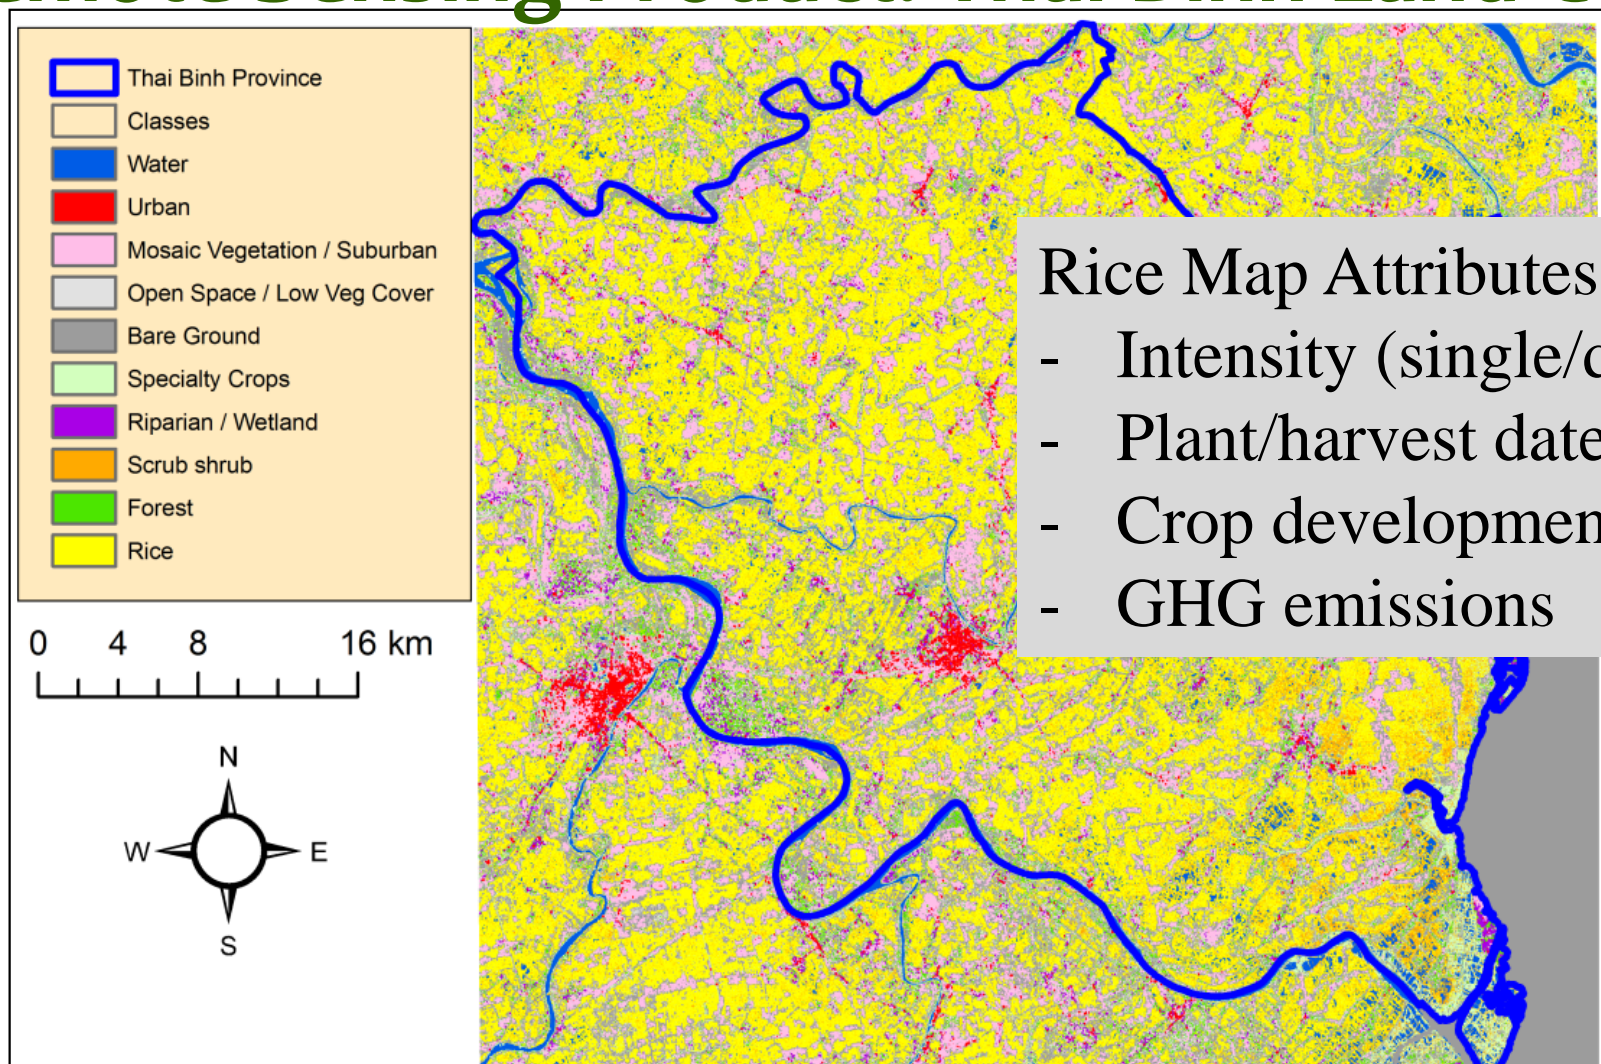 Thai Binh Province
Classes
Water
Urban
Mosaic Vegetation / Suburban
Open Space / Low Veg Cover
Bare Ground
Specialty Crops
Riparian / Wetland
Scrub shrub
Forest
Rice
0 4 8 16 km
N
W E
S
Rice Map Attributes
- Intensity (single/
- Plant/harvest date
- Crop developmen
- GHG emissions